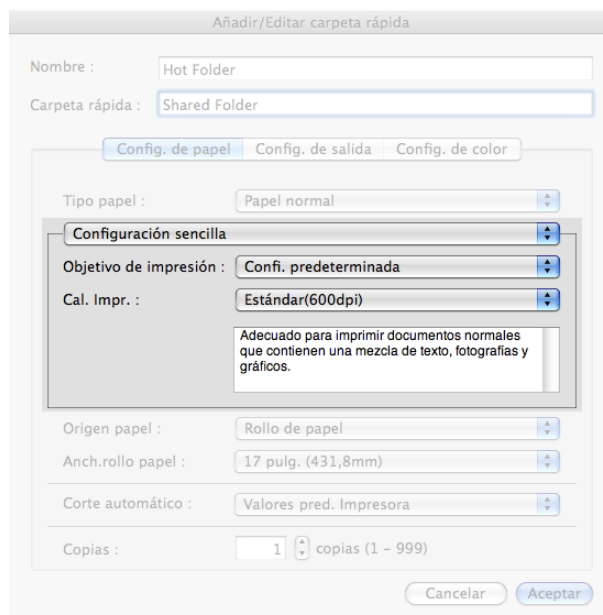 Añadir/Editar carpeta rápida
Nombre : Hot Folder
Carpeta rápida : Shared Folder
Config. de papel Config. de salida Config. de color
Tipo papel : Papel normal
Configuración sencilla
Objetivo de impresión : Confi. predeterminada
Cal. Impr. : Estándar(600dpi)
Adecuado para imprimir documentos normales
que contienen una mezcla de texto, fotografías y
gráficos.
Origen papel : Rollo de papel
Anch.rollo papel : 17 pulg. (431,8mm)
Corte automático : Valores pred. Impresora
Copias : 1 copias (1 – 999)
Cancelar Aceptar